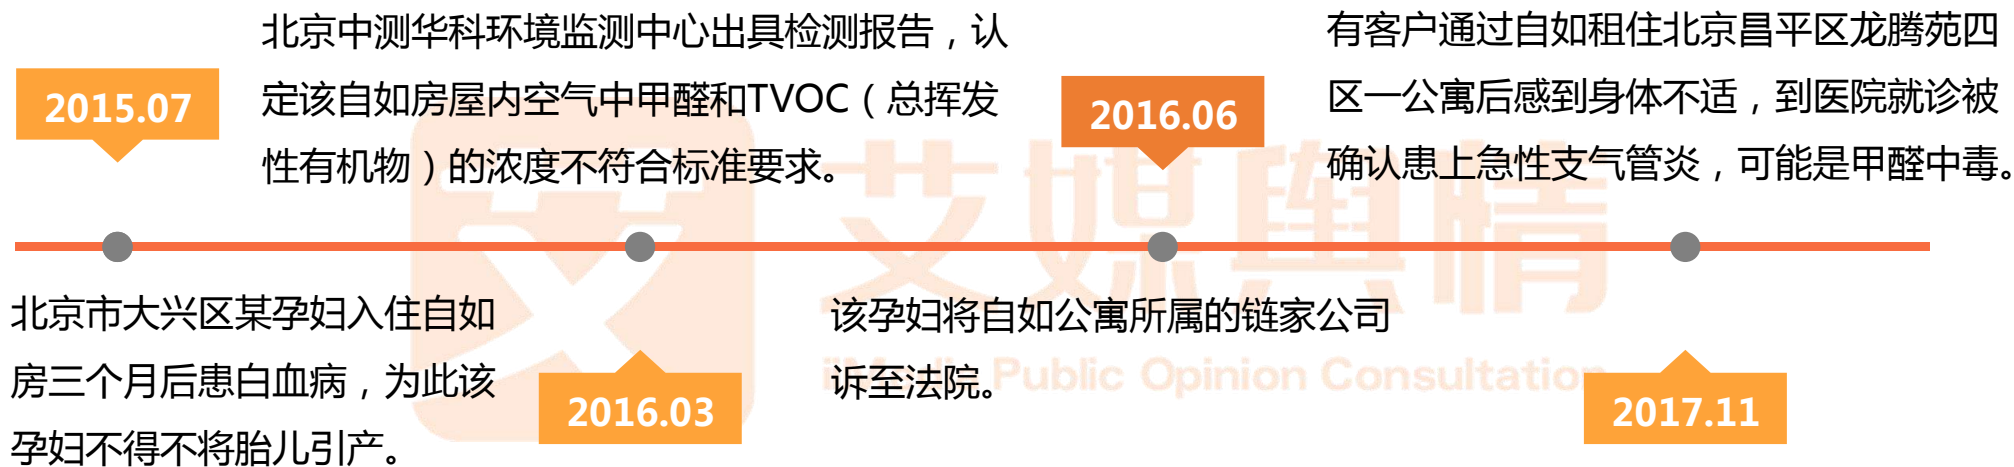 2015.07
北京市大兴区某孕妇入住自如
房三个月后患白血病，为此该
孕妇不得不将胎儿引产。
北京中测华科环境监测中心出具检测报告，认
定该自如房屋内空气中甲醛和TVOC（总挥发
性有机物）的浓度不符合标准要求。
2016.03
2016.06
该孕妇将自如公寓所属的链家公司
诉至法院。
有客户通过自如租住北京昌平区龙腾苑四
区一公寓后感到身体不适，到医院就诊被
确认患上急性支气管炎，可能是甲醛中毒。
2017.11
艾媒舆情
iiMedia Public Opinion Consultation